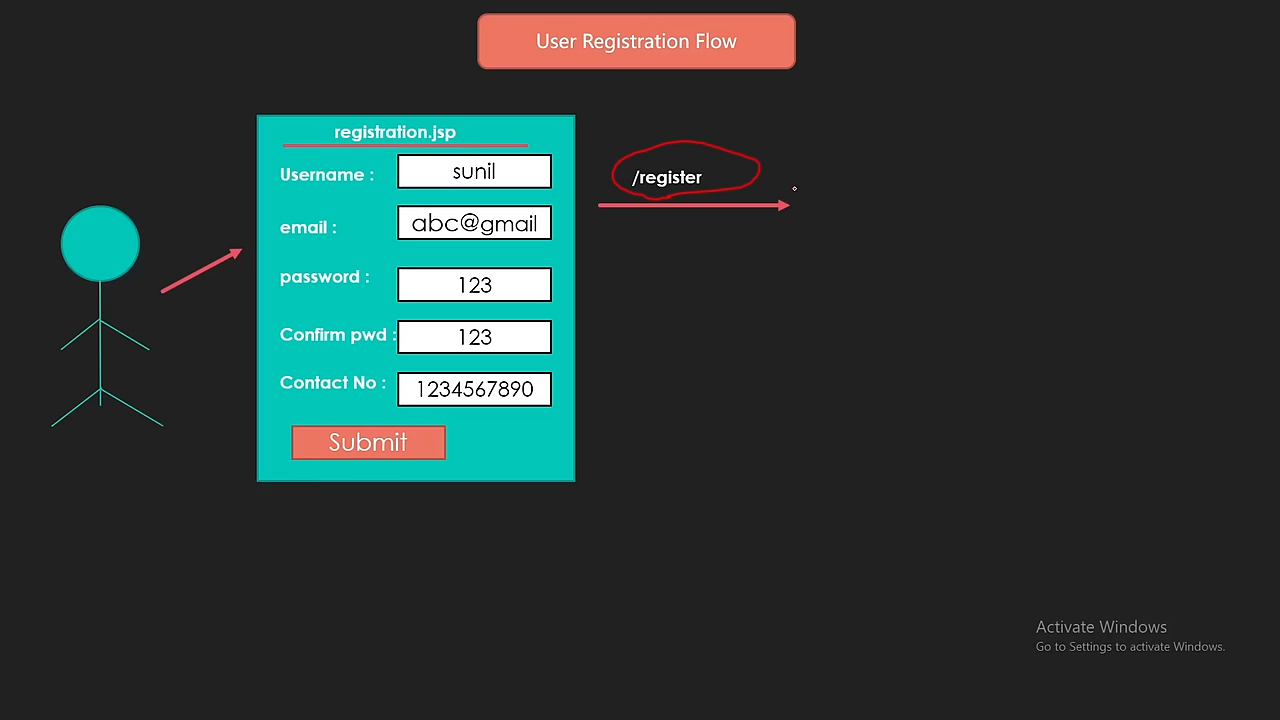 User Registration Flow
registration.jsp
Username : sunil
/register
email : abc@gmail
password : 123
Confirm pwd : 123
Contact No : 1234567890
Submit
Activate Windows
Go to Settings to activate Windows.